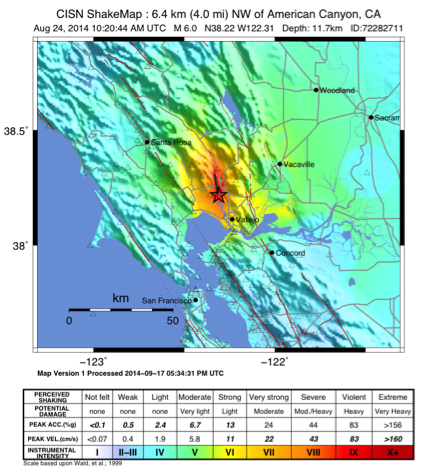 CISN ShakeMap : 6.4 km (4.0 mi) NW of American Canyon, CA
Aug 24, 2014 10:20:44 AM UTC M 6.0 N38.22 W122.31 Depth: 11.7km ID:72282711
Woodland
38.5˚
Sacram
Santa Rosa
Vacaville
Vallejo
38˚
Concord
km
San Francisco
0 50
-123˚ -122˚
Map Version 1 Processed 2014-09-17 05:34:31 PM UTC
PERCEIVED SHAKING Not felt Weak Light Moderate Strong Very strong Severe Violent Extreme
POTENTIAL DAMAGE none none none Very light Light Moderate Mod./Heavy Heavy Very Heavy
PEAK ACC.(%g) <0.1 0.5 2.4 6.7 13 24 44 83 >156
PEAK VEL.(cm/s) <0.07 0.4 1.9 5.8 11 22 43 83 >160
INSTRUMENTAL INTENSITY I II-III IV V VI VII VIII IX X+
Scale based upon Wald, et al.; 1999